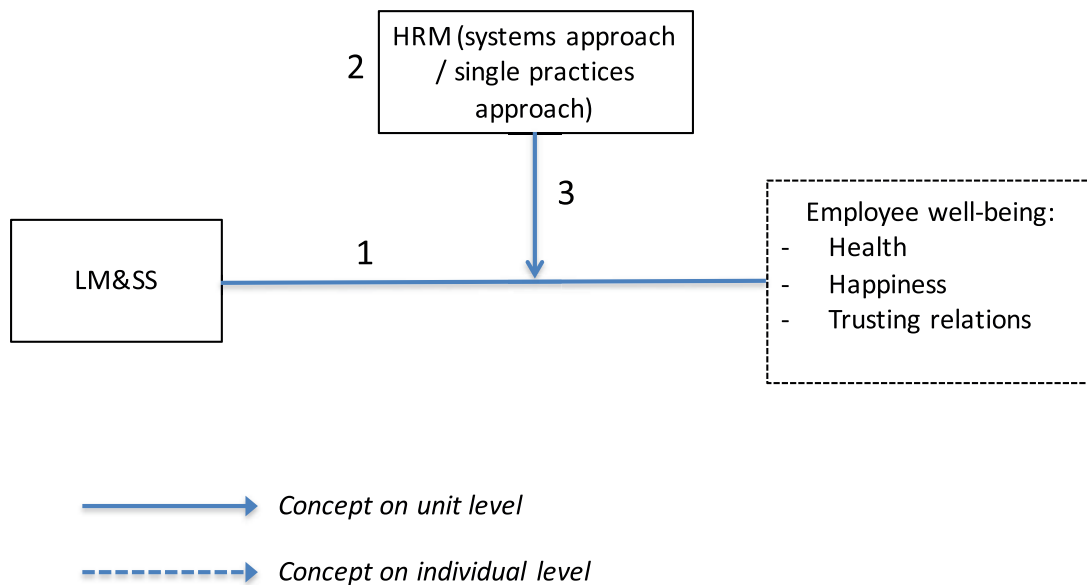 HRM (systems approach
/ single practices
approach)
2
3
Employee well-being:
- Health
- Happiness
- Trusting relations
1
LM&SS
Concept on unit level
Concept on individual level